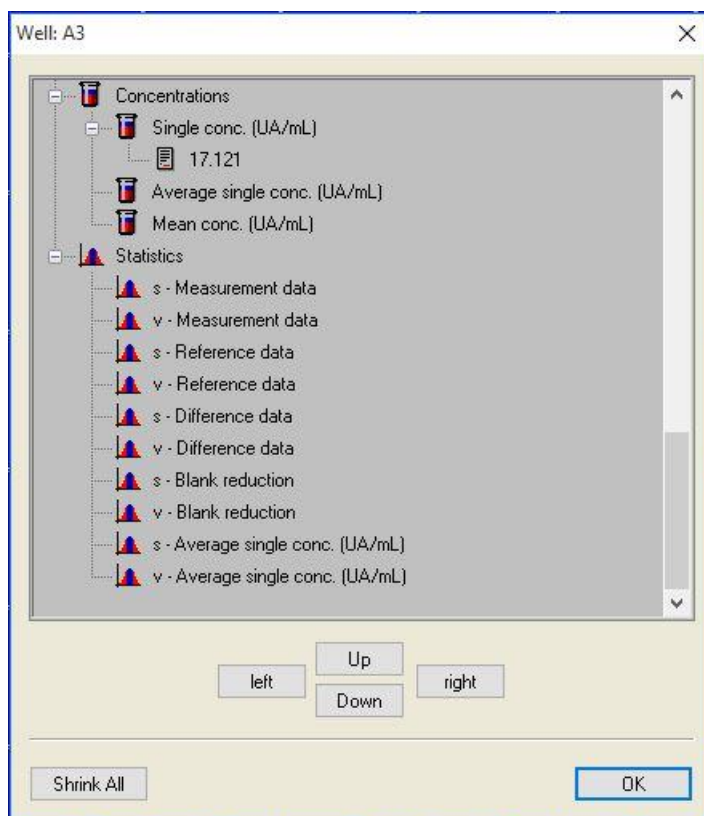 Well: A3
Concentrations
Single conc. (UA/mL)
17.121
Average single conc. (UA/mL)
Mean conc. (UA/mL)
Statistics
s - Measurement data
v - Measurement data
s - Reference data
v - Reference data
s - Difference data
v - Difference data
s - Blank reduction
v - Blank reduction
s - Average single conc. (UA/mL)
v - Average single conc. (UA/mL)
Up
left
right
Down
Shrink All
OK